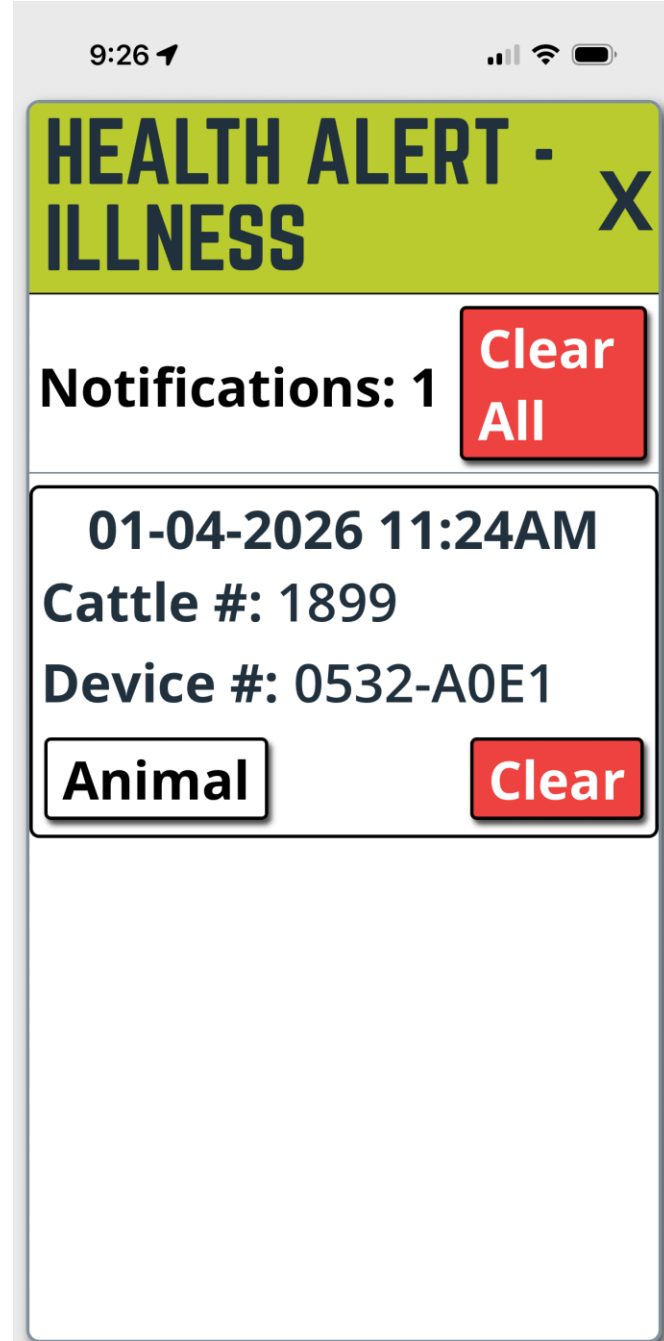 9:26
HEALTH ALERT -
ILLNESS
X
Notifications: 1
Clear
All
01-04-2026 11:24AM
Cattle #: 1899
Device #: 0532-A0E1
Animal
Clear